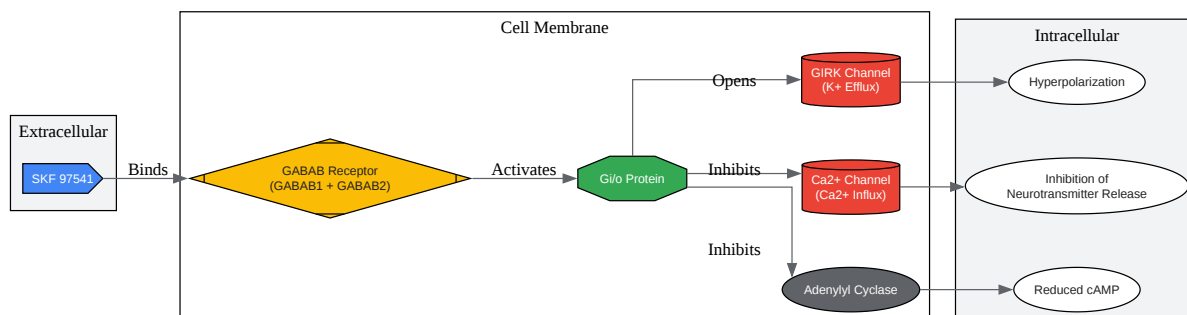 Cell Membrane
Intracellular
GIRK Channel
(K+ Efflux)
Opens
Hyperpolarization
Extracellular
SKF 97541
Binds
GABAB Receptor
(GABAB1 + GABAB2)
Activates
Gi/o Protein
Inhibits
Ca2+ Channel
(Ca2+ Influx)
Inhibition of
Neurotransmitter Release
Inhibits
Adenylyl Cyclase
Reduced cAMP